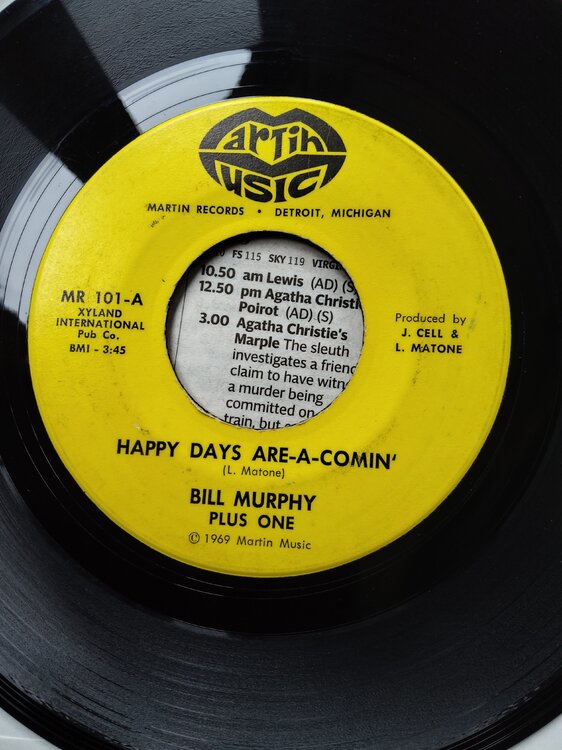 Martin
Music
MARTIN RECORDS • DETROIT, MICHIGAN
MR 101-A
XYLAND
INTERNATIONAL
Pub Co.
BMI - 3:45
FS 115 SKY 119 VIRGIN
10.50 am Lewis (AD) (S)
12.50 pm Agatha Christi
Poirot (AD) (S)
3.00 Agatha Christie's
Marple The sleuth
investigates a friend
claim to have witn
a murder being
committed on
train, but
Produced by
J. CELL &
L. MATONE
HAPPY DAYS ARE-A-COMIN'
(L. Matone)
BILL MURPHY
PLUS ONE
© 1969 Martin Music